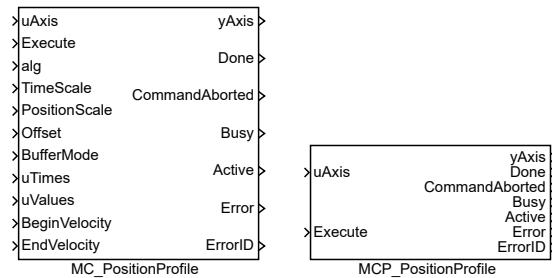 uAxis
Execute
alg
TimeScale
PositionScale
Offset
BufferMode
uTimes
uValues
BeginVelocity
EndVelocity
yAxis
Done
CommandAborted
Busy
Active
Error
ErrorID
MC_PositionProfile
uAxis
Execute
yAxis
Done
CommandAborted
Busy
Active
Error
ErrorID
MCP_PositionProfile